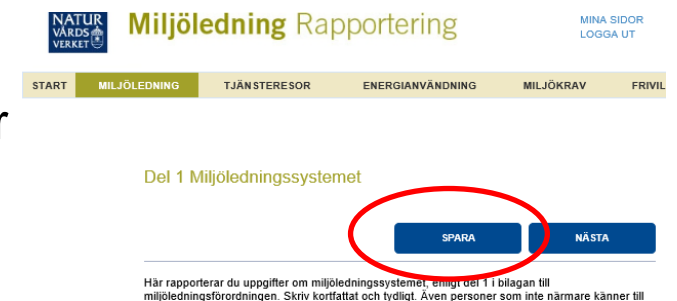 NATUR
VÅRDS
VERKET
Miljöledning Rapportering
MINA SIDOR
LOGGA UT
START MILJÖLEDNING TJÄNSTERESOR ENERGIANVÄNDNING MILJÖKRAV FRIVIL
r
Del 1 Miljöledningssystemet
SPARA NÄSTA
Här rapporterar du uppgifter om miljöledningssystemet, enligt del 1 i bilagan till
miljöledningsförordningen. Skriv kortfattat och tydligt. Även personer som inte närmare känner till